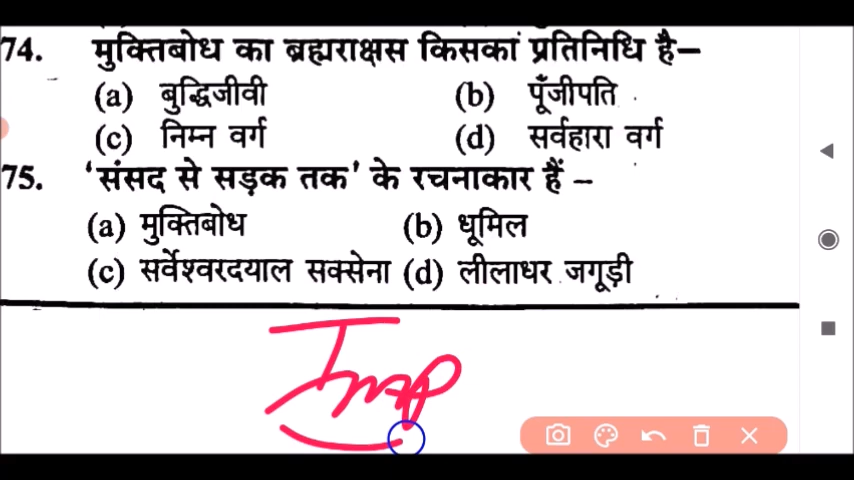 74. मुक्तिबोध का ब्रह्मराक्षस किसका प्रतिनिधि है–
(a) बुद्धिजीवी (b) पूँजीपति
(c) निम्न वर्ग (d) सर्वहारा वर्ग
75. 'संसद से सड़क तक' के रचनाकार हैं –
(a) मुक्तिबोध (b) धूमिल
(c) सर्वेश्वरदयाल सक्सेना (d) लीलाधर जगूड़ी
Imp